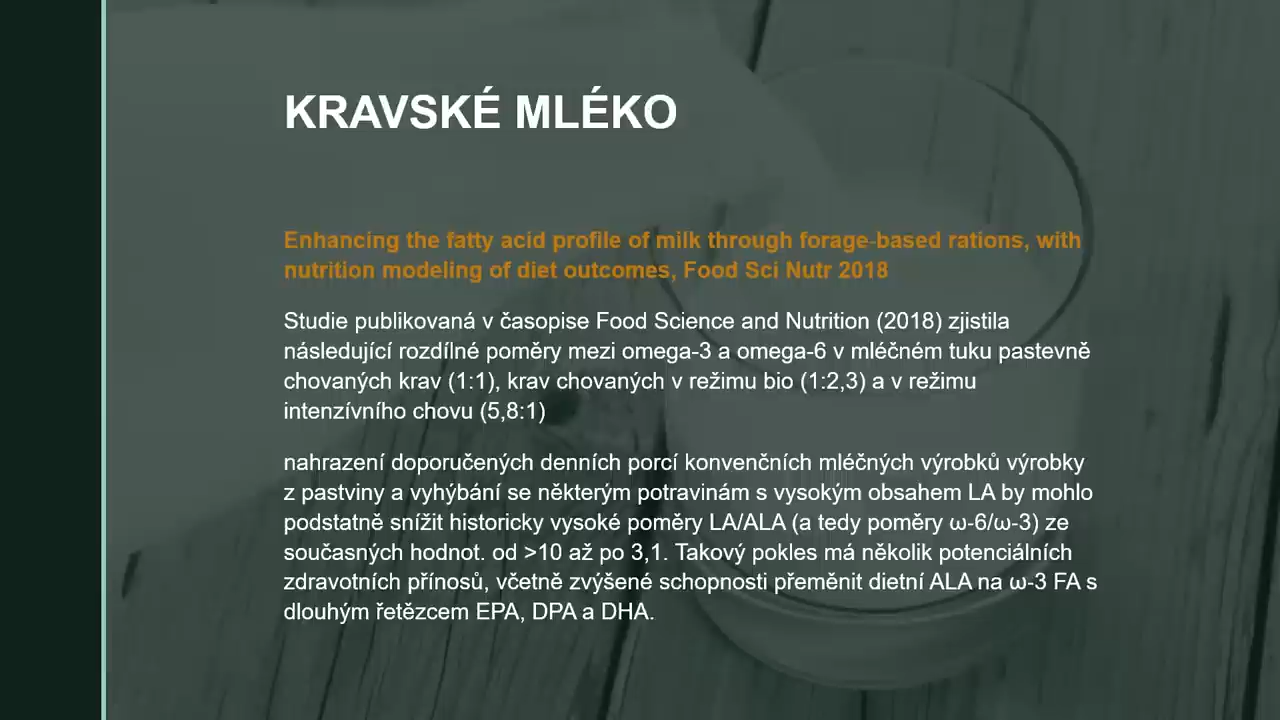 KRAVSKÉ MLÉKO
Enhancing the fatty acid profile of milk through forage-based rations, with
nutrition modeling of diet outcomes, Food Sci Nutr 2018
Studie publikovaná v časopise Food Science and Nutrition (2018) zjistila
následující rozdílné poměry mezi omega-3 a omega-6 v mléčném tuku pastevně
chovaných krav (1:1), krav chovaných v režimu bio (1:2,3) a v režimu
intenzívního chovu (5,8:1)
nahrazení doporučených denních porcí konvenčních mléčných výrobků výrobky
z pastviny a vyhýbání se některým potravinám s vysokým obsahem LA by mohlo
podstatně snížit historicky vysoké poměry LA/ALA (a tedy poměry ω-6/ω-3) ze
současných hodnot. od >10 až po 3,1. Takový pokles má několik potenciálních
zdravotních přínosů, včetně zvýšené schopnosti přeměnit dietní ALA na ω-3 FA s
dlouhým řetězcem EPA, DPA a DHA.